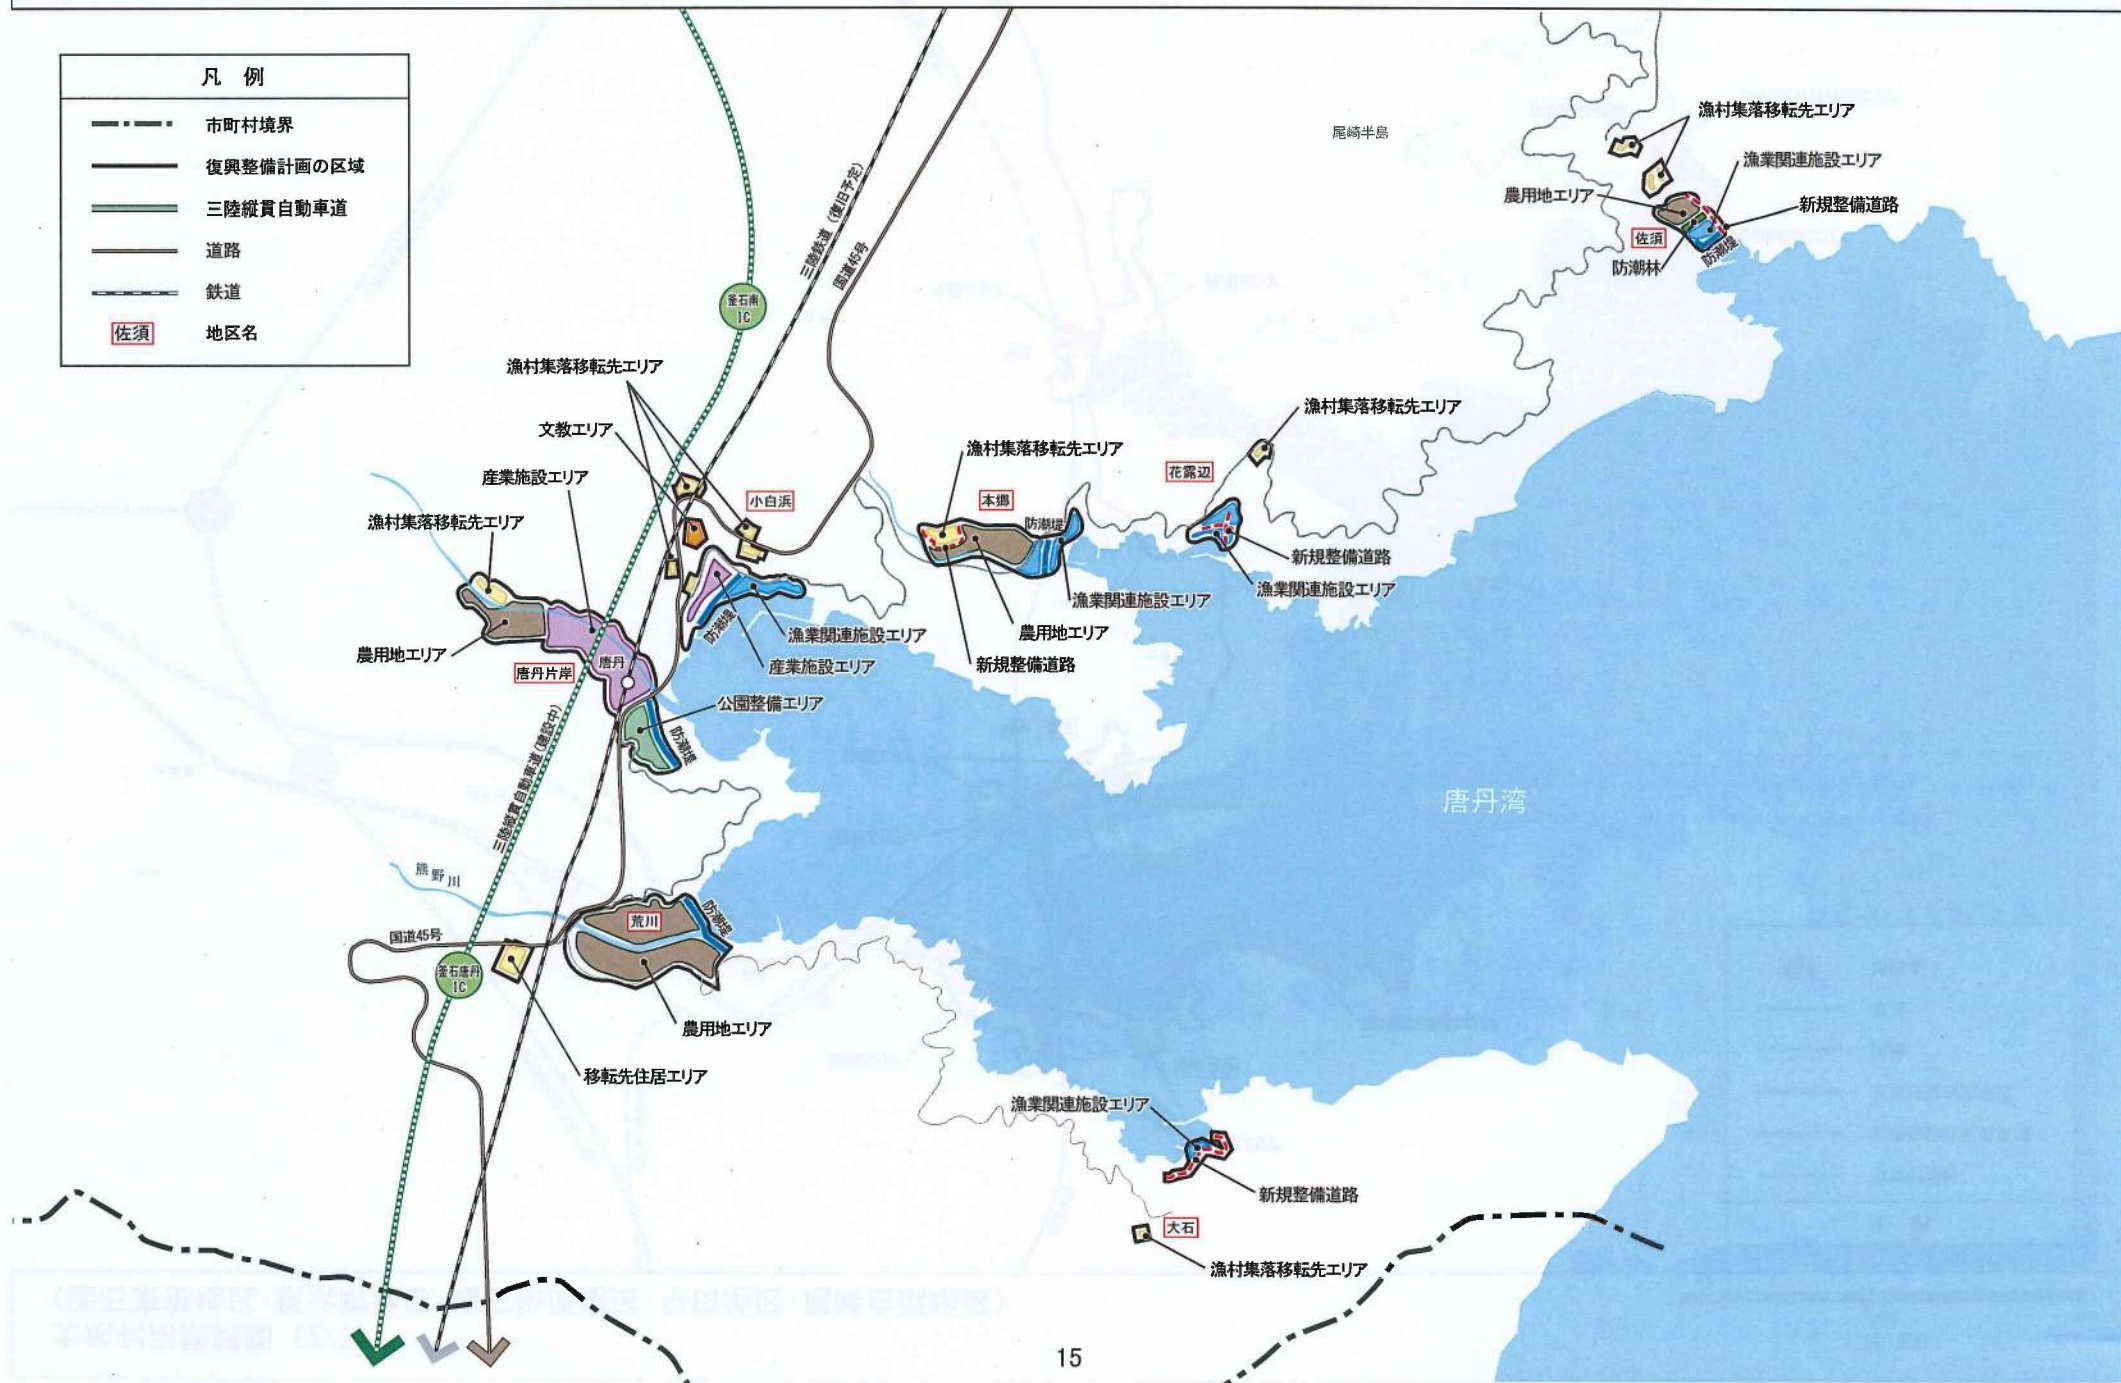 凡 例
市町村境界
復興整備計画の区域
三陸縦貫自動車道
道路
鉄道
佐須
地区名
尾崎半島
漁村集落移転先エリア
漁業関連施設エリア
農用地エリア
新規整備道路
佐須
防潮林
防潮堤
三陸鉄道（復旧予定）
国道45号
釜石南
IC
漁村集落移転先エリア
文教エリア
産業施設エリア
漁村集落移転先エリア
小白浜
漁村集落移転先エリア
本郷
防潮堤
花露辺
漁村集落移転先エリア
新規整備道路
漁業関連施設エリア
漁業関連施設エリア
農用地エリア
新規整備道路
防潮堤
漁業関連施設エリア
産業施設エリア
農用地エリア
唐丹片岸
唐丹
公園整備エリア
防潮堤
三陸縦貫自動車道（建設中）
唐丹湾
熊野川
荒川
防潮堤
国道45号
釜石唐丹
IC
農用地エリア
移転先住居エリア
漁業関連施設エリア
新規整備道路
大石
漁村集落移転先エリア
15